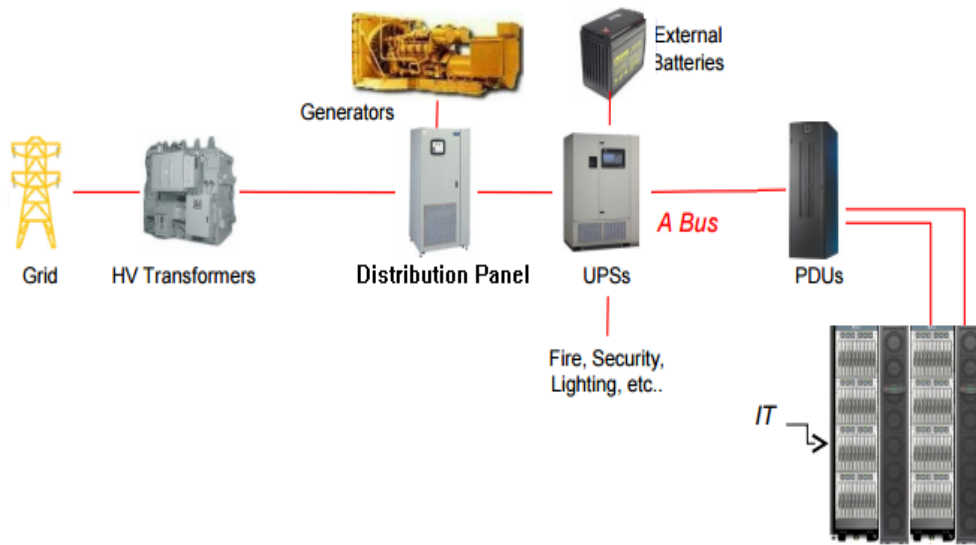 External
Batteries
Generators
A Bus
Grid
HV Transformers
Distribution Panel
UPSs
PDUs
Fire, Security,
Lighting, etc..
IT